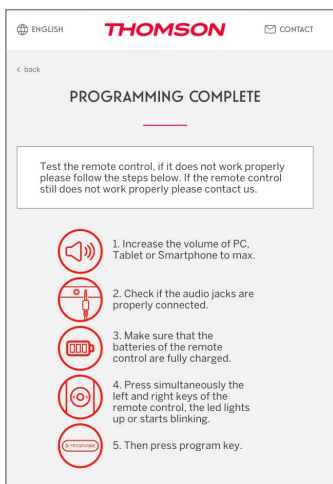 ENGLISH THOMSON CONTACT
< back
PROGRAMMING COMPLETE
Test the remote control, if it does not work properly
please follow the steps below. If the remote control
still does not work properly please contact us.
1. Increase the volume of PC,
Tablet or Smartphone to max.
2. Check if the audio jacks are
properly connected.
3. Make sure that the
batteries of the remote
control are fully charged.
4. Press simultaneously the
left and right keys of the
remote control, the led lights
up or starts blinking.
PROGRAMME
5. Then press program key.